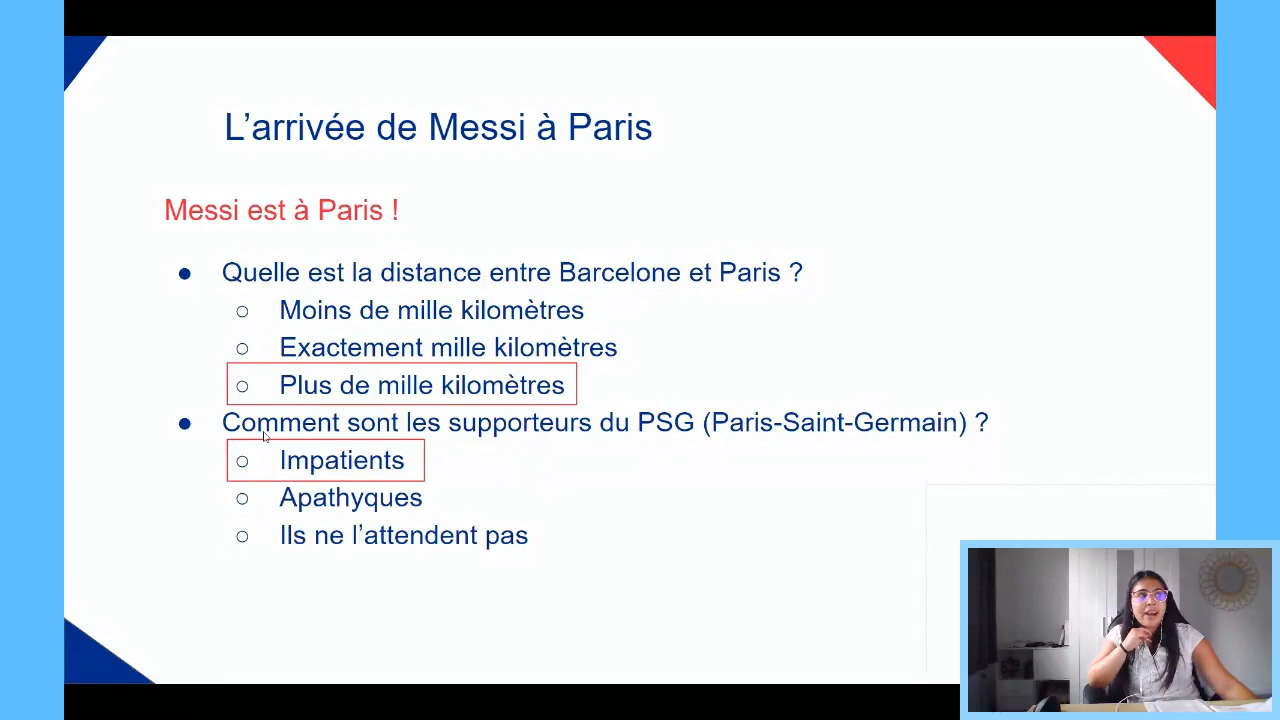 L’arrivée de Messi à Paris
Messi est à Paris !
● Quelle est la distance entre Barcelone et Paris ?
○ Moins de mille kilomètres
○ Exactement mille kilomètres
○ Plus de mille kilomètres
● Comment sont les supporteurs du PSG (Paris-Saint-Germain) ?
○ Impatients
○ Apathyques
○ Ils ne l’attendent pas